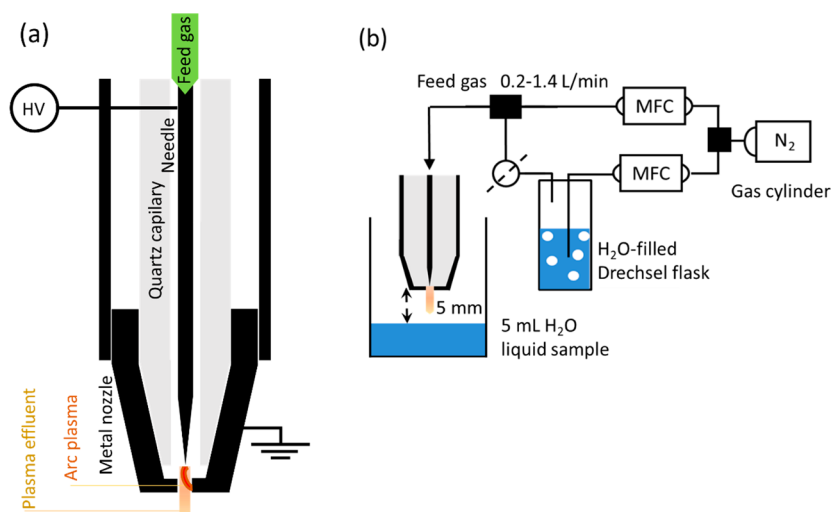 (a)
Feed gas
HV
Needle
Quartz capilary
Metal nozzle
Arc plasma
Plasma effluent
(b)
Feed gas 0.2-1.4 L/min
MFC
N₂
MFC
Gas cylinder
H₂O-filled
Drechsel flask
5 mm
5 mL H₂O
liquid sample